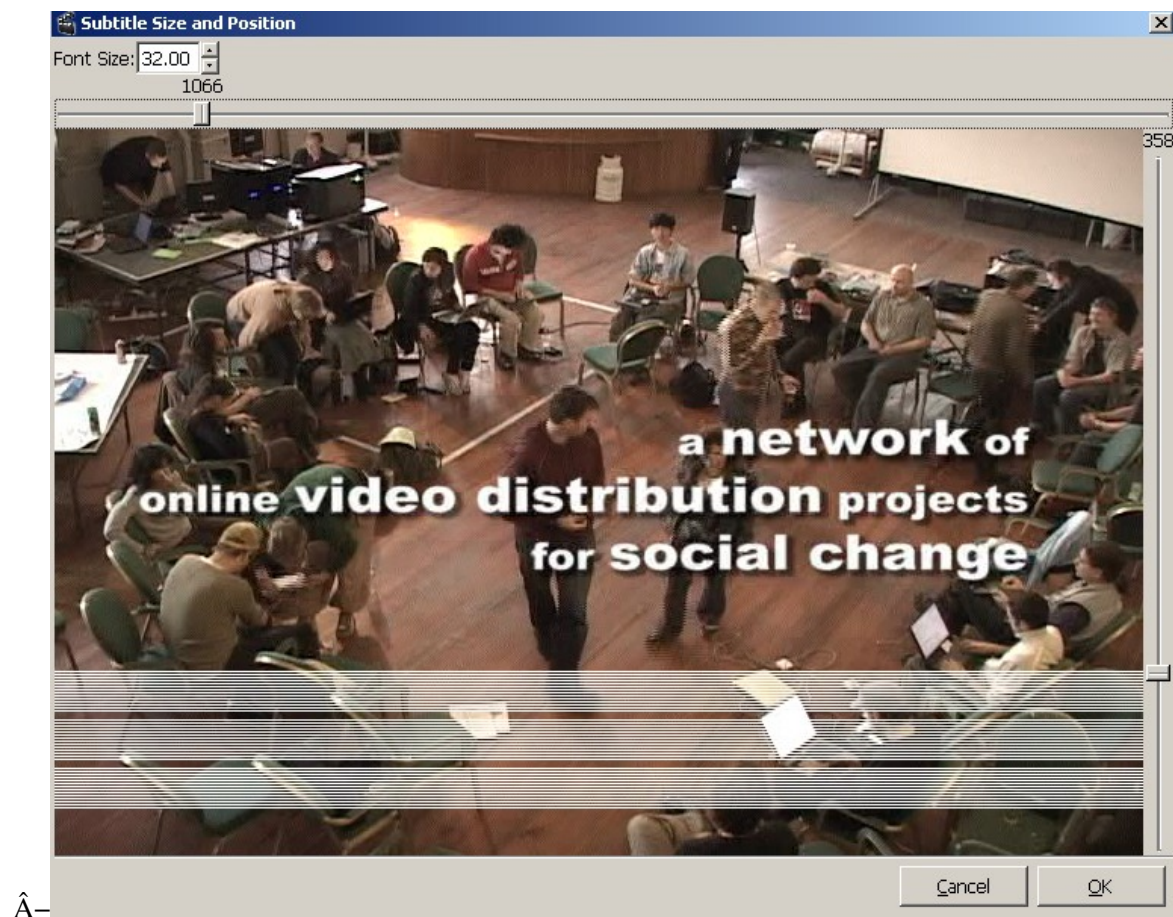 Subtitle Size and Position
Font Size: 32.00
1066
358
a network of
online video distribution projects
for social change
Cancel
OK
Â–